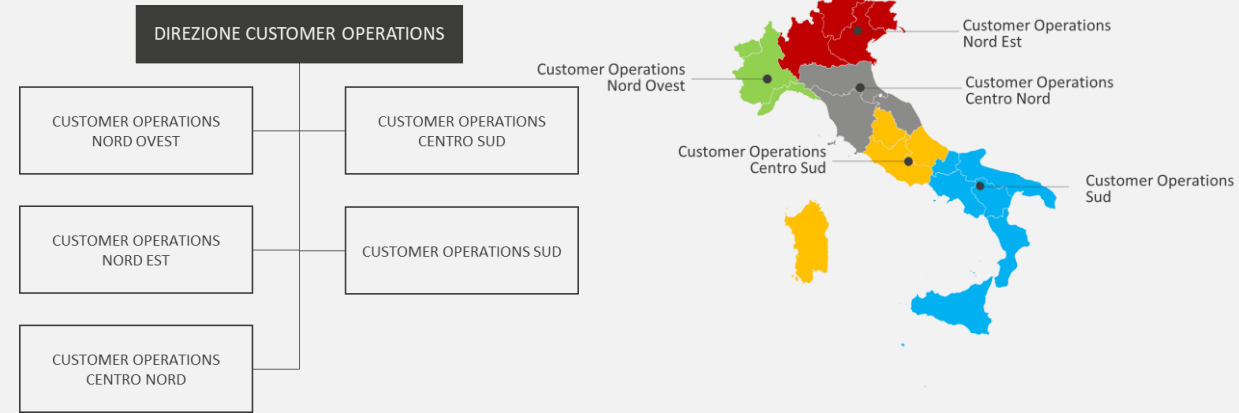 DIREZIONE CUSTOMER OPERATIONS
CUSTOMER OPERATIONS
NORD OVEST
CUSTOMER OPERATIONS
CENTRO SUD
CUSTOMER OPERATIONS
NORD EST
CUSTOMER OPERATIONS SUD
CUSTOMER OPERATIONS
CENTRO NORD
Customer Operations
Nord Est
Customer Operations
Nord Ovest
Customer Operations
Centro Nord
Customer Operations
Centro Sud
Customer Operations
Sud